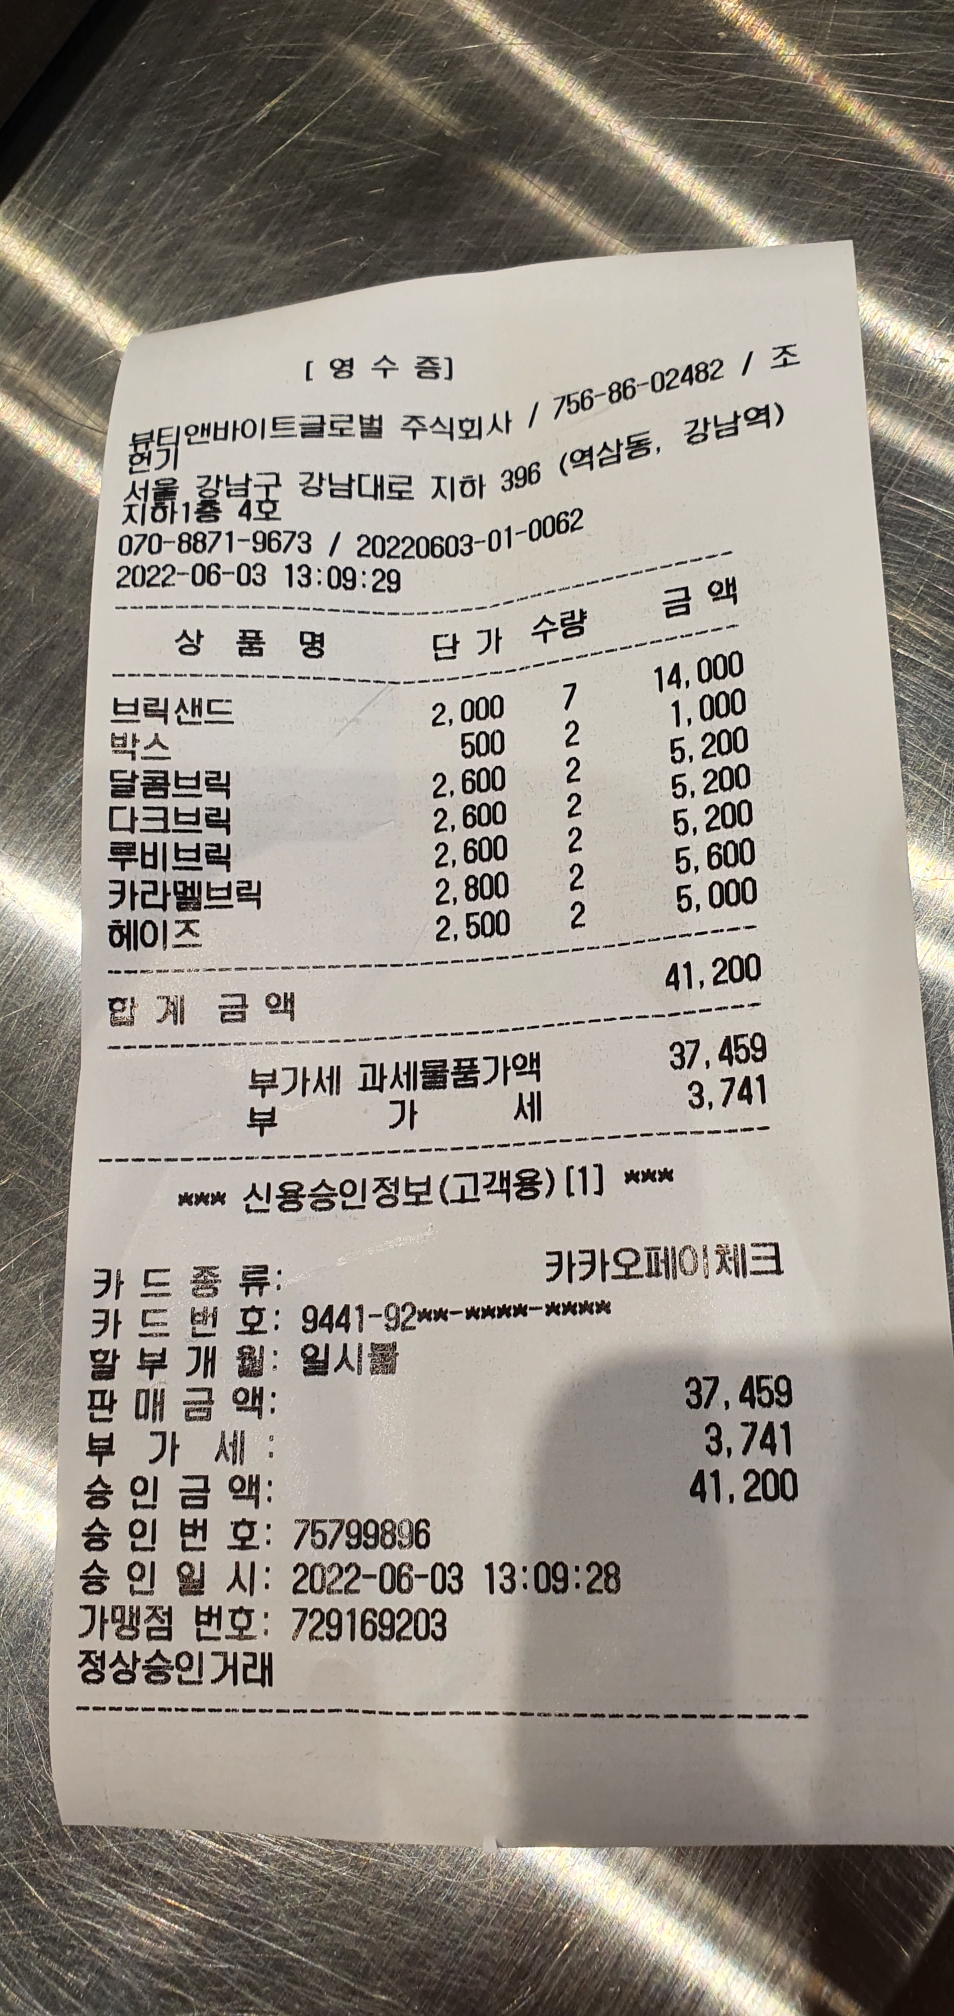 [ 영 수 증]
뷰티앤바이트글로벌 주식회사 / 756-86-02482 / 조
헌기
서울 강남구 강남대로 지하 396 (역삼동, 강남역)
지하1층 4호
070-8871-9673 / 20220603-01-0062
2022-06-03 13:09:29
상 품 명 단 가 수량 금 액
브릭샌드 2,000 7 14,000
박스 500 2 1,000
달콤브릭 2,600 2 5,200
다크브릭 2,600 2 5,200
루비브릭 2,600 2 5,200
카라멜브릭 2,800 2 5,600
헤이즈 2,500 2 5,000
합 계 금 액 41,200
부가세 과세물품가액 37,459
부 가 세 3,741
*** 신용승인정보(고객용)[1] ***
카 드 종 류: 카카오페이체크
카 드 번 호: 9441-92**-****-****
할 부 개 월: 일시불
판 매 금 액: 37,459
부 가 세 : 3,741
승 인 금 액: 41,200
승 인 번 호: 75799896
승 인 일 시: 2022-06-03 13:09:28
가맹점 번호: 729169203
정상승인거래